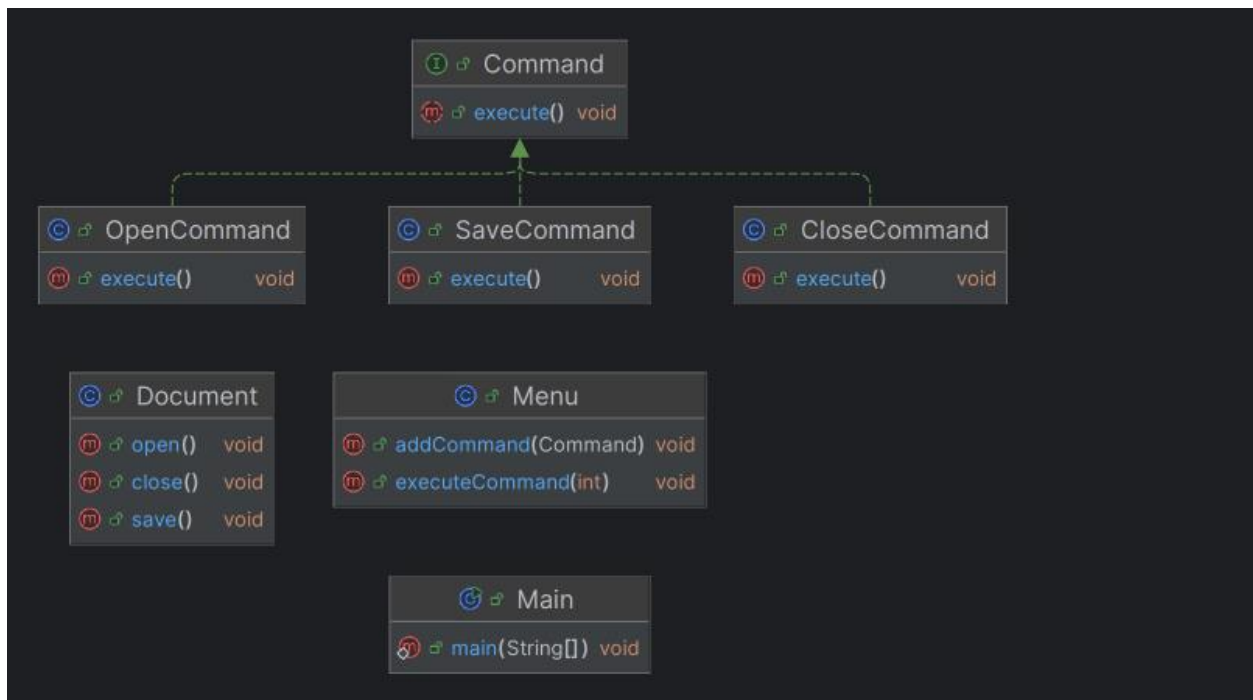 Command
execute() void
OpenCommand
execute() void
SaveCommand
execute() void
CloseCommand
execute() void
Document
open() void
close() void
save() void
Menu
addCommand(Command) void
executeCommand(int) void
Main
main(String[]) void